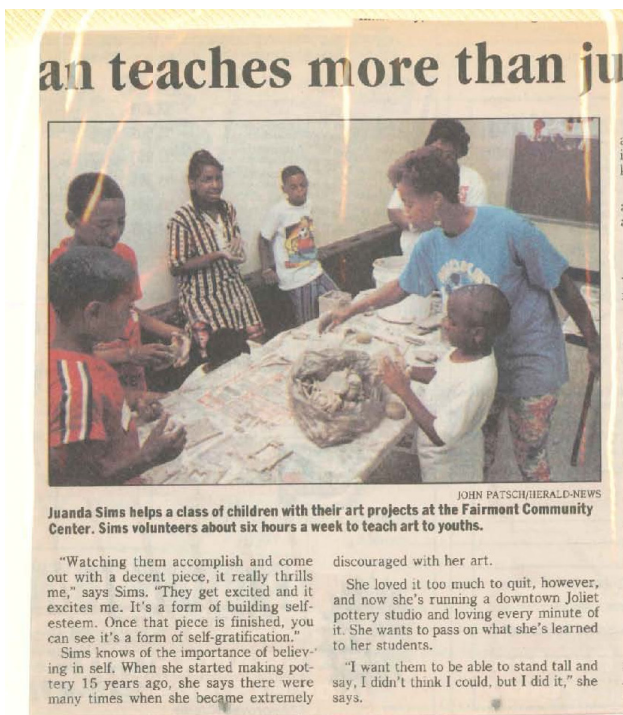 an teaches more than ju
JOHN PATSCH/HERALD-NEWS
Juanda Sims helps a class of children with their art projects at the Fairmont Community
Center. Sims volunteers about six hours a week to teach art to youths.
"Watching them accomplish and come
out with a decent piece, it really thrills
me," says Sims. "They get excited and it
excites me. It's a form of building self-
esteem. Once that piece is finished, you
can see it's a form of self-gratification."
Sims knows of the importance of believ-
ing in self. When she started making pot-
tery 15 years ago, she says there were
many times when she became extremely
discouraged with her art.
She loved it too much to quit, however,
and now she's running a downtown Joliet
pottery studio and loving every minute of
it. She wants to pass on what she's learned
to her students.
"I want them to be able to stand tall and
say, I didn't think I could, but I did it," she
says.